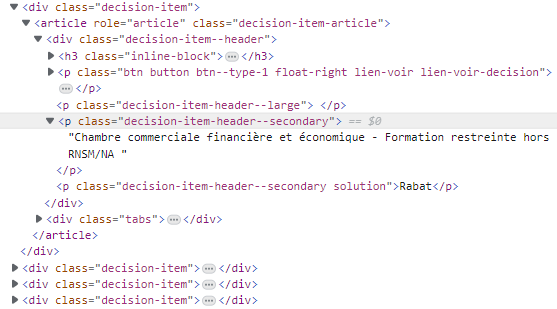 ▼<div class="decision-item">
▼<article role="article" class="decision-item-article">
▼<div class="decision-item--header">
▶<h3 class="inline-block">…</h3>
▶<p class="btn button btn--type-1 float-right lien-voir lien-voir-decision">
…</p>
<p class="decision-item-header--large"> </p>
▼<p class="decision-item-header--secondary"> == $0
"Chambre commerciale financière et économique - Formation restreinte hors
RNSM/NA "
</p>
<p class="decision-item-header--secondary solution">Rabat</p>
</div>
▶<div class="tabs">…</div>
</article>
</div>
▶<div class="decision-item">…</div>
▶<div class="decision-item">…</div>
▶<div class="decision-item">…</div>